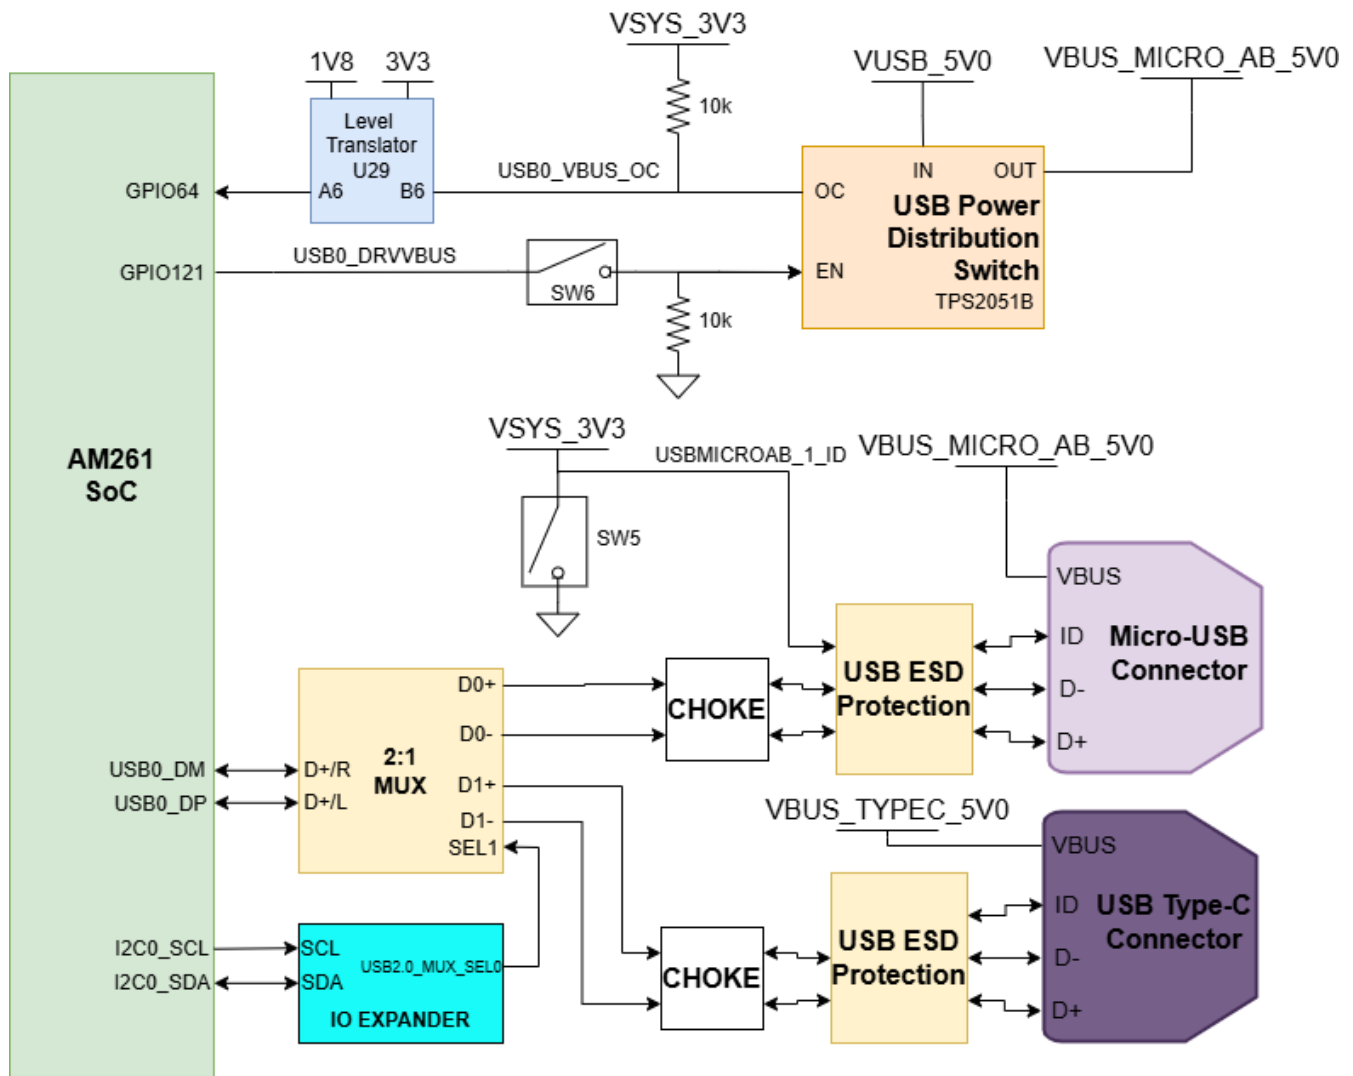 VSYS_3V3
1V8
3V3
VUSB_5V0
VBUS_MICRO_AB_5V0
10k
Level
Translator
U29
A6
B6
USB0_VBUS_OC
GPIO64
OC
IN
OUT
USB Power
Distribution
Switch
TPS2051B
EN
GPIO121
USB0_DRVVBUS
SW6
10k
VSYS_3V3
USBMICROAB_1_ID
VBUS_MICRO_AB_5V0
AM261
SoC
SW5
VBUS
ID
D-
D+
Micro-USB
Connector
USB ESD
Protection
CHOKE
D0+
D0-
2:1
MUX
D1+
D1-
SEL1
D+/R
D+/L
USB0_DM
USB0_DP
VBUS_TYPEC_5V0
VBUS
ID
D-
D+
USB Type-C
Connector
USB ESD
Protection
CHOKE
I2C0_SCL
I2C0_SDA
SCL
SDA
USB2.0_MUX_SEL0
IO EXPANDER